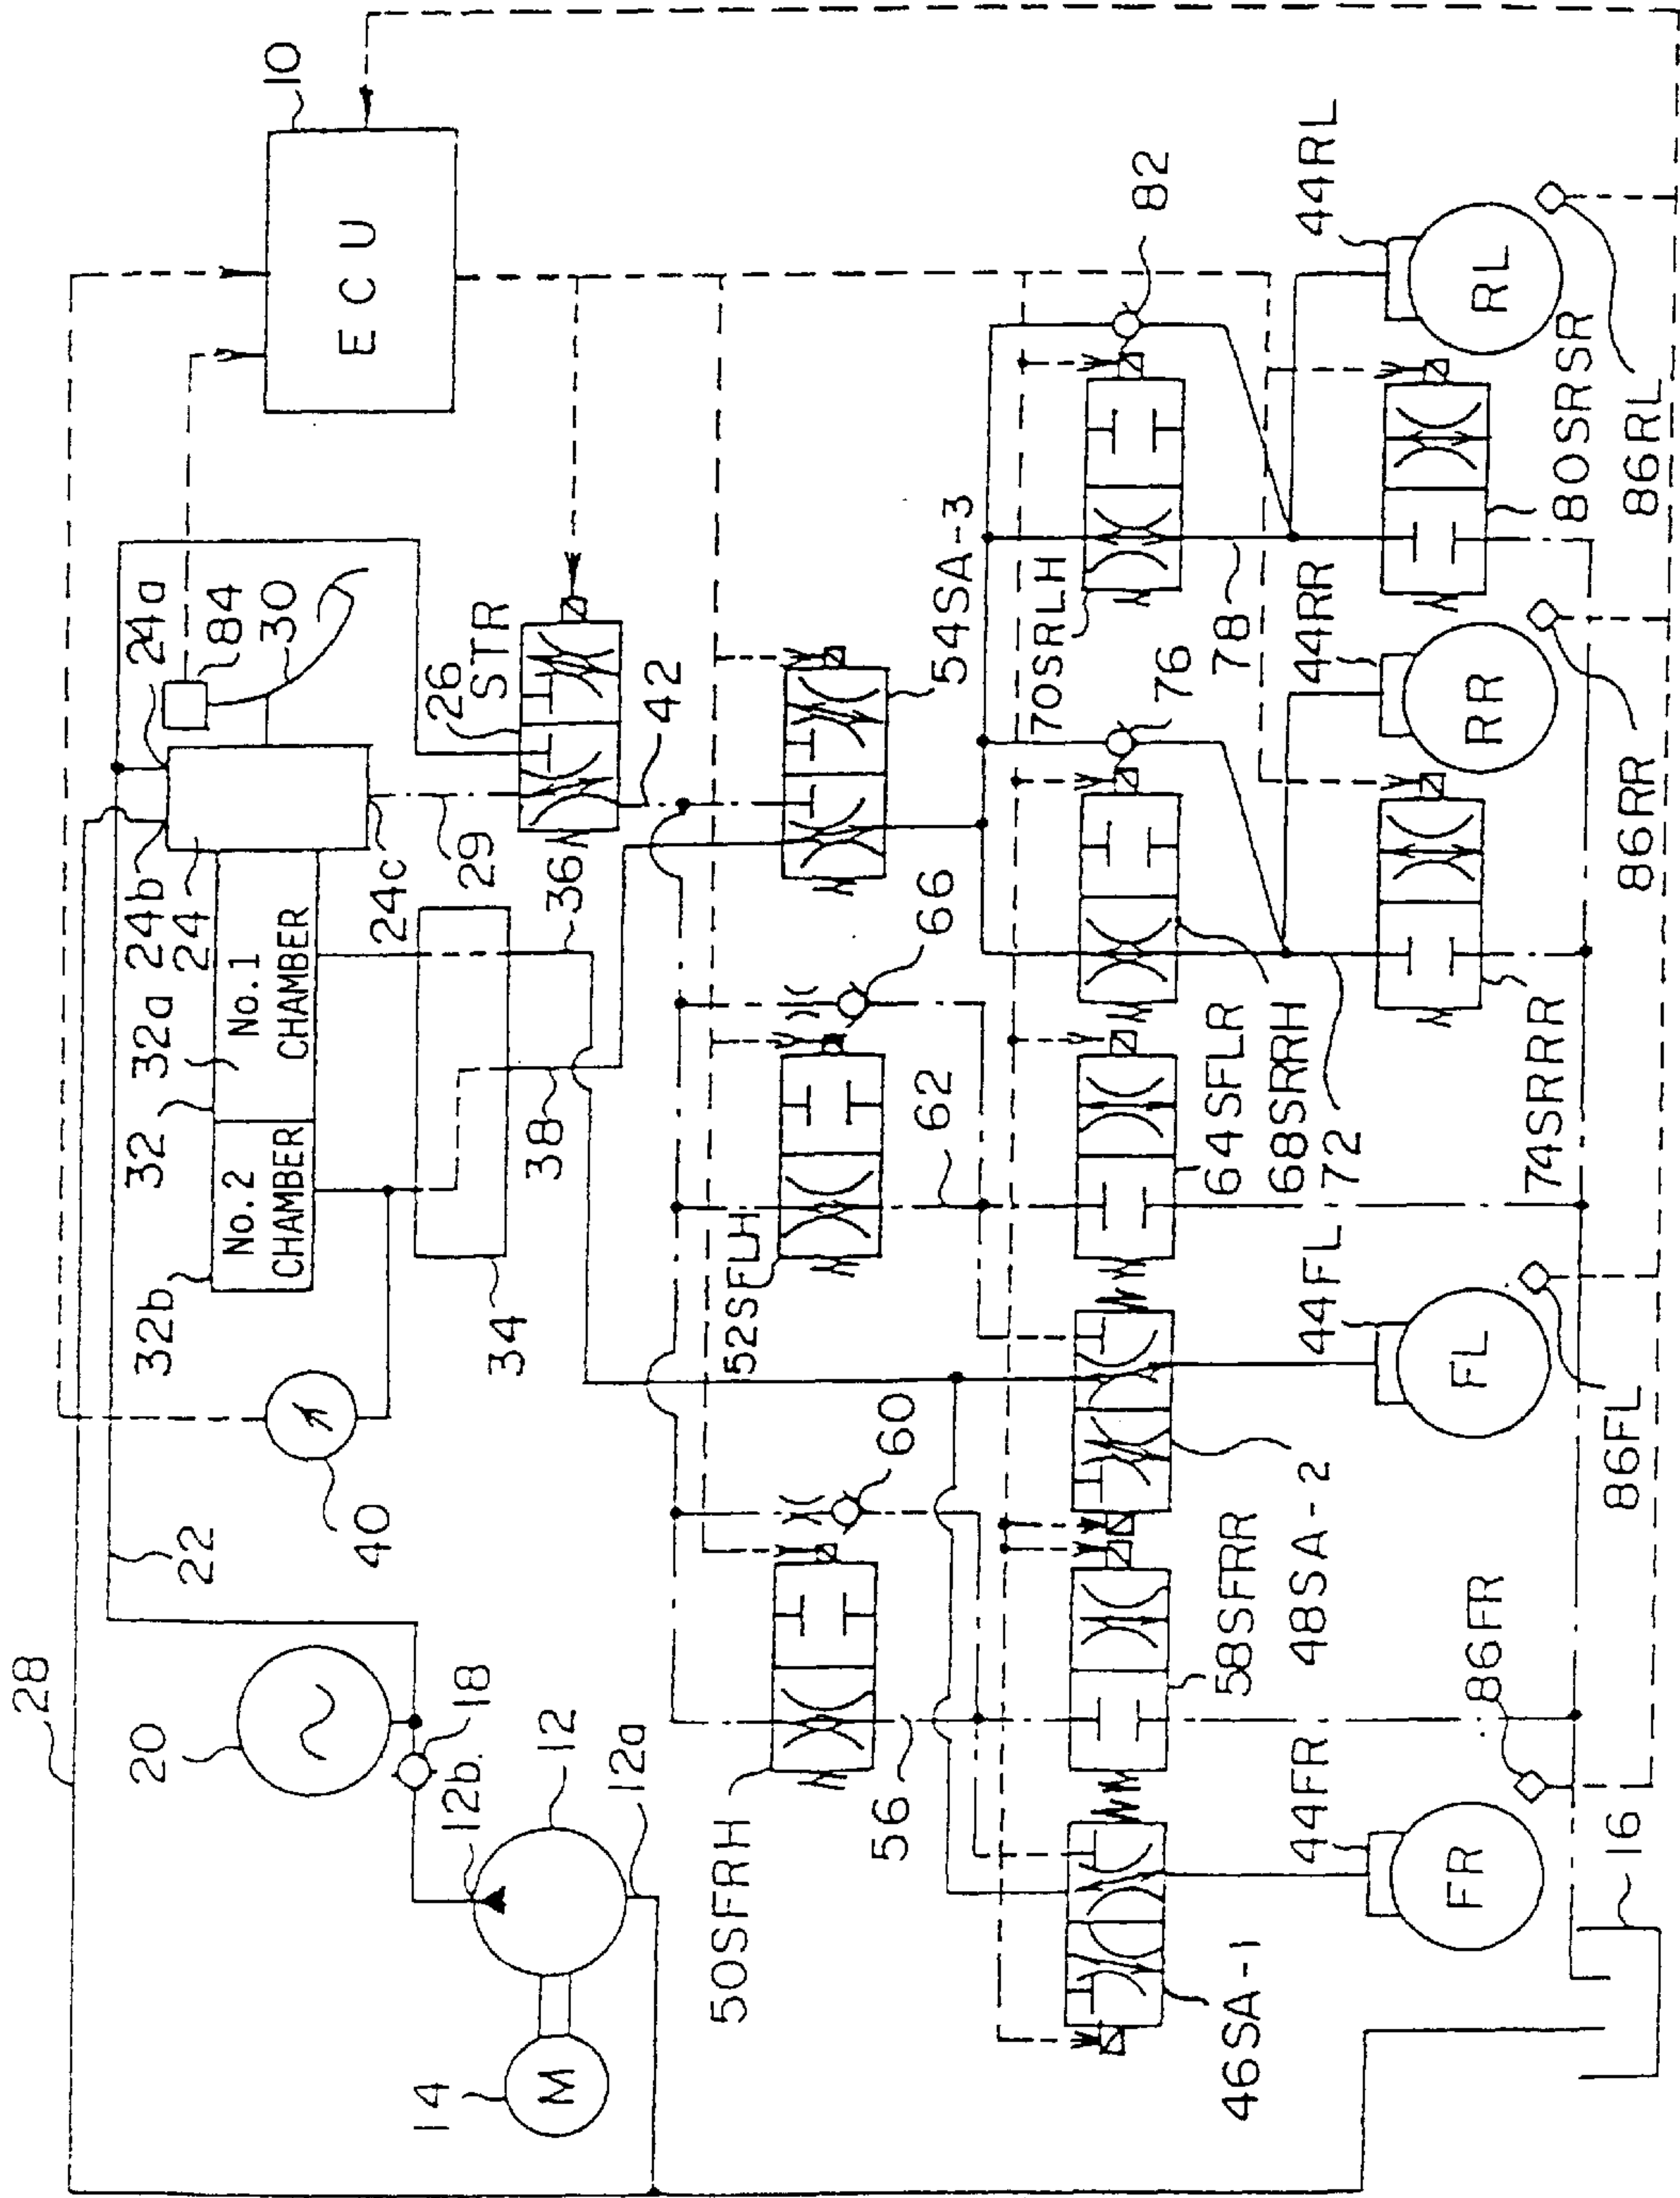 28
20
22
18
12b.
12
12a
14
M
40
32b
32
32a
24b
24
24a
84
30
10
ECU
No.2
CHAMBER
No.1
CHAMBER
34
38
36
24c
29
26
STR
42
50SFRH
60
52SFLH
66
62
54SA-3
56
46SA-1
58SFRR
48SA-2
64SFLR
68SRRH
72
70SRLH
76
78
82
74SRRR
80SRSR
44FR
FR
86FR
44FL
FL
86FL
44RR
RR
86RR
44RL
RL
86RL
16